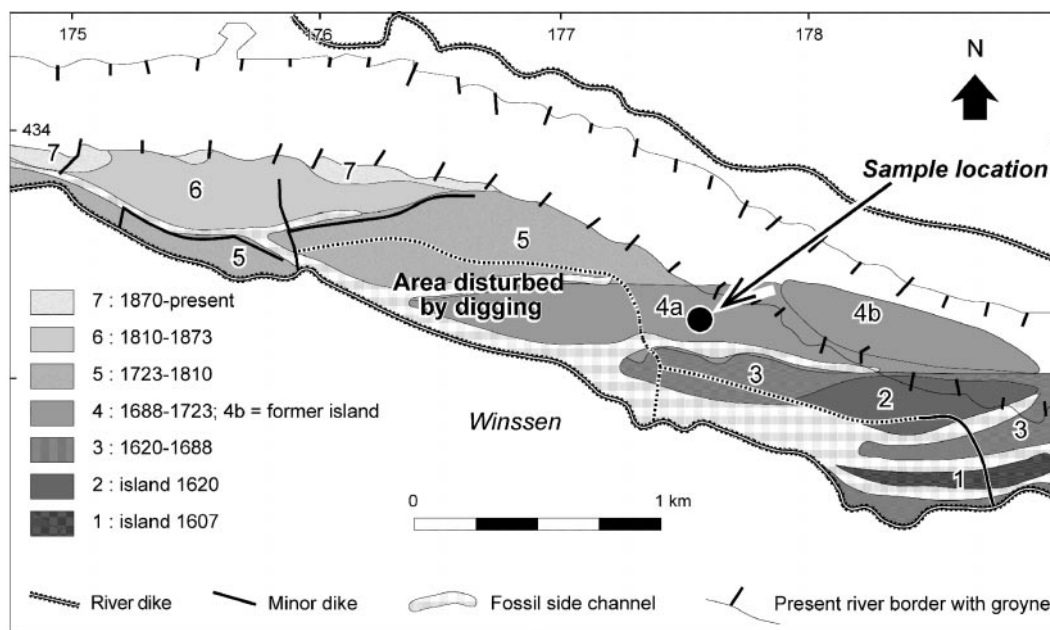 175
176
177
178
N
434
7
7
Sample location
6
5
5
Area disturbed
by digging
4a
4b
3
2
3
Winssen
1
7 : 1870-present
6 : 1810-1873
5 : 1723-1810
4 : 1688-1723; 4b = former island
3 : 1620-1688
2 : island 1620
1 : island 1607
0
1 km
River dike
Minor dike
Fossil side channel
Present river border with groyne